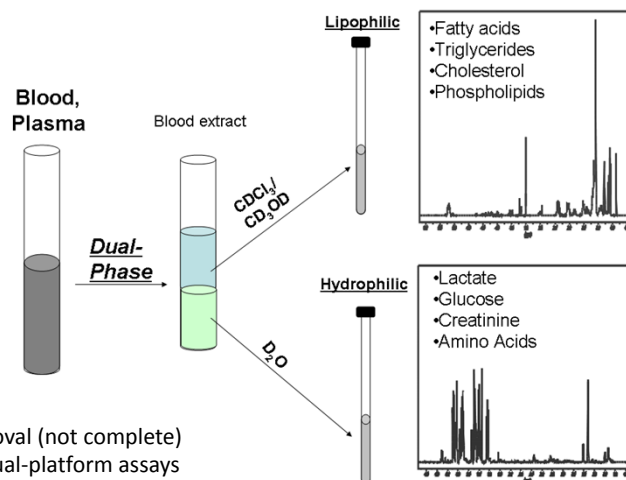 Lipophilic
•Fatty acids
•Triglycerides
•Cholesterol
•Phospholipids
Blood,
Plasma
Blood extract
CDCl3/
CD3OD
Dual-
Phase
Hydrophilic
•Lactate
•Glucose
•Creatinine
•Amino Acids
D2O
oval (not complete)
ual-platform assays